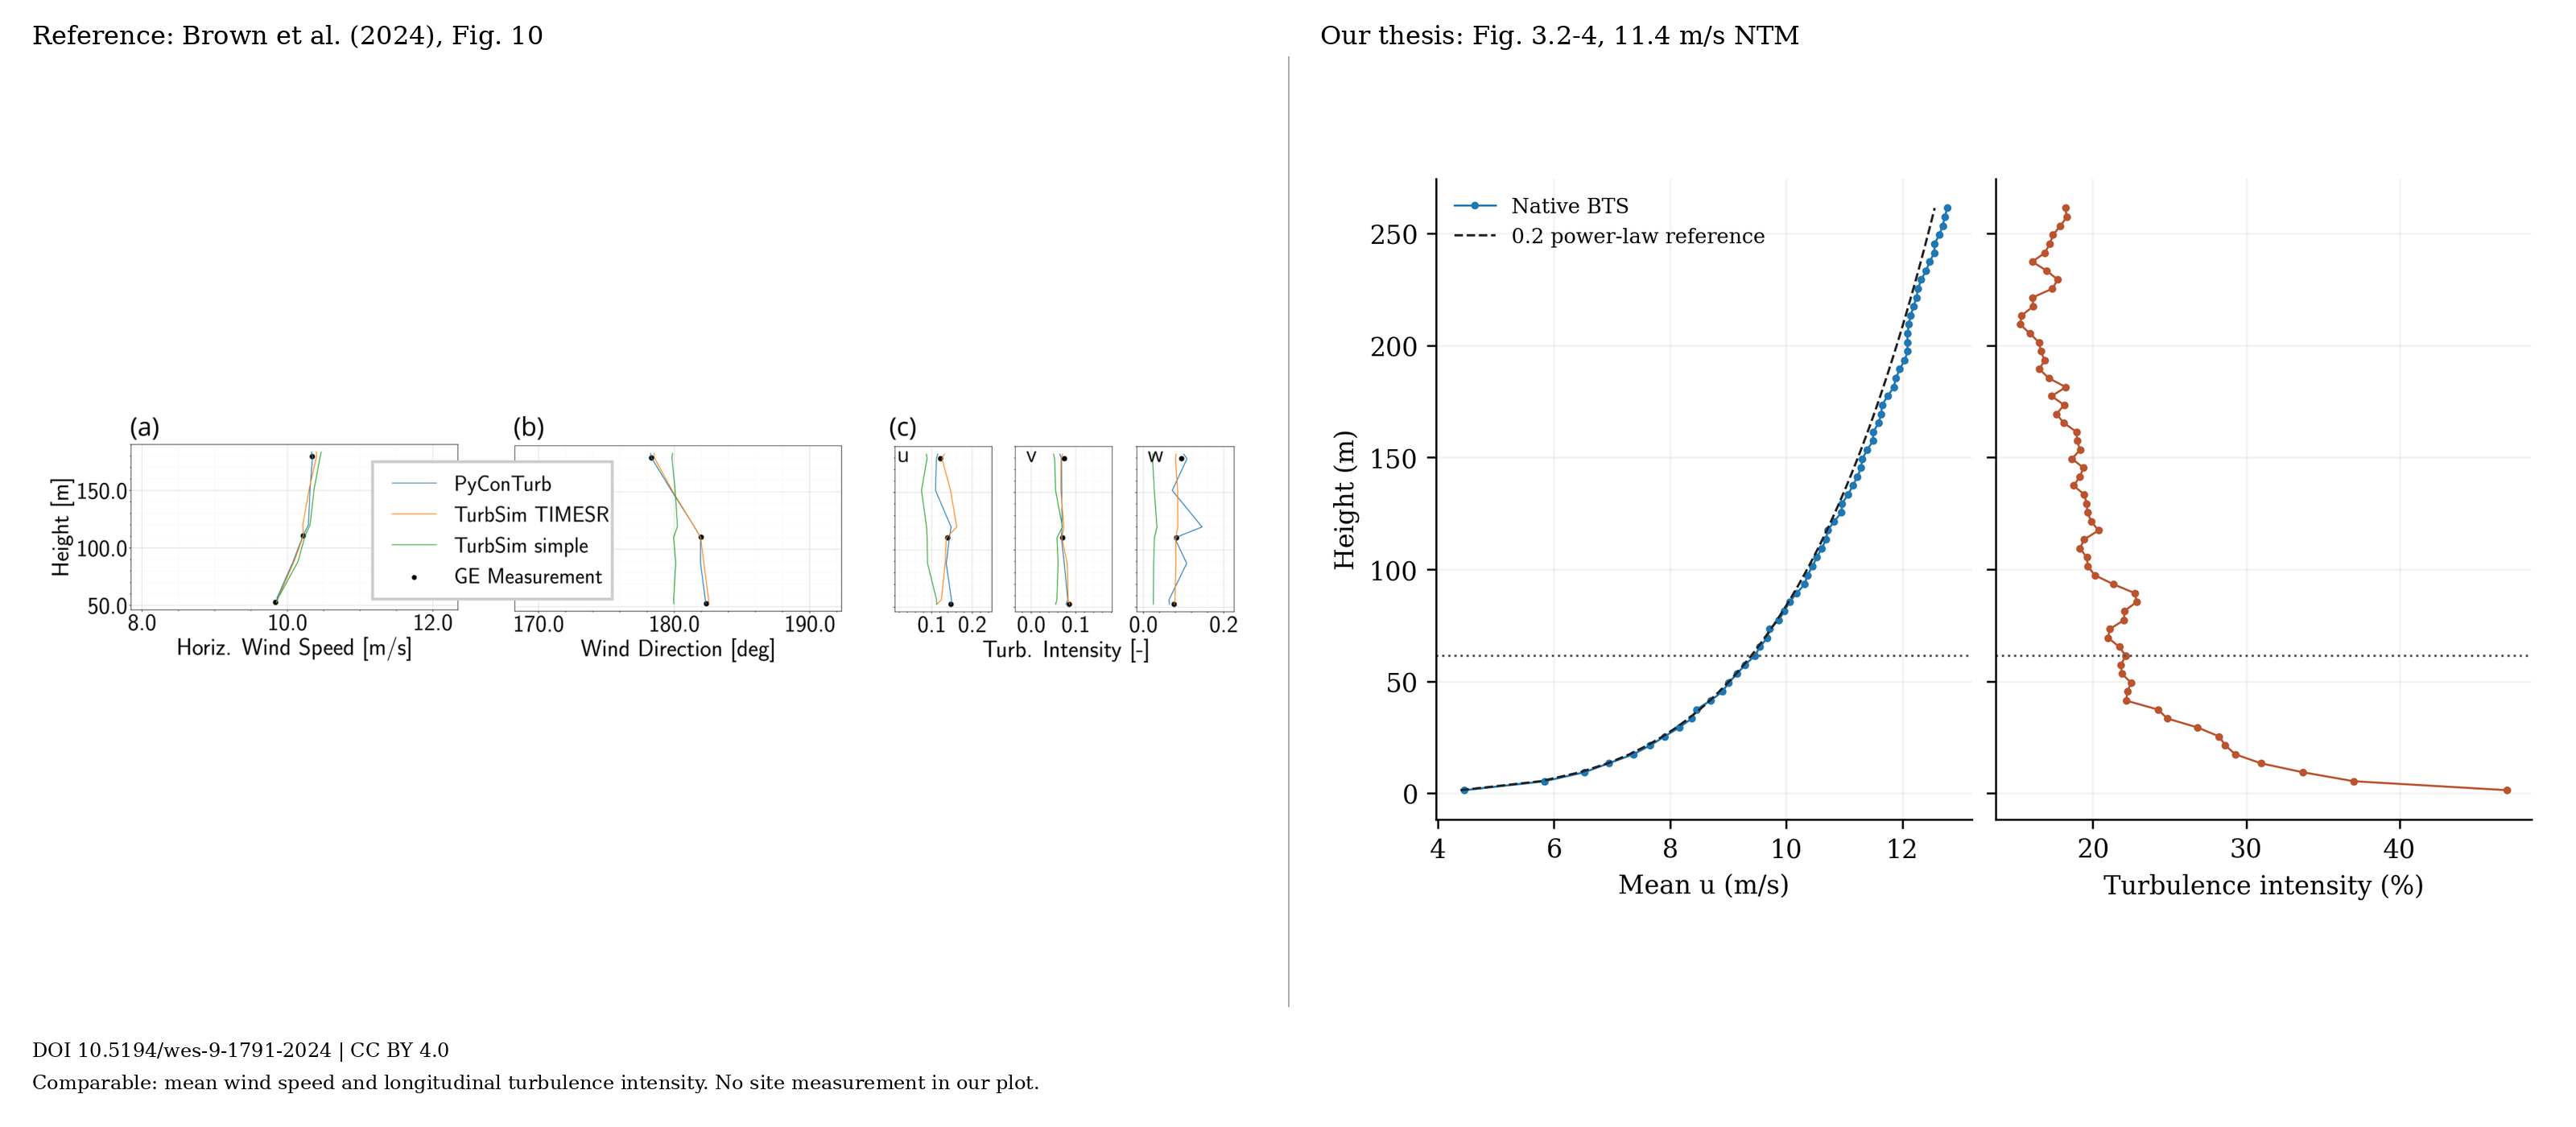 Reference: Brown et al. (2024), Fig. 10
Our thesis: Fig. 3.2-4, 11.4 m/s NTM
(a)
(b)
(c)
Height [m]
150.0
100.0
50.0
8.0 10.0 12.0
Horiz. Wind Speed [m/s]
PyConTurb
TurbSim TIMESR
TurbSim simple
GE Measurement
170.0 180.0 190.0
Wind Direction [deg]
u
v
w
0.1 0.2 0.0 0.1 0.0 0.2
Turb. Intensity [-]
Native BTS
0.2 power-law reference
Height (m)
250
200
150
100
50
0
4 6 8 10 12
Mean u (m/s)
20 30 40
Turbulence intensity (%)
DOI 10.5194/wes-9-1791-2024 | CC BY 4.0
Comparable: mean wind speed and longitudinal turbulence intensity. No site measurement in our plot.